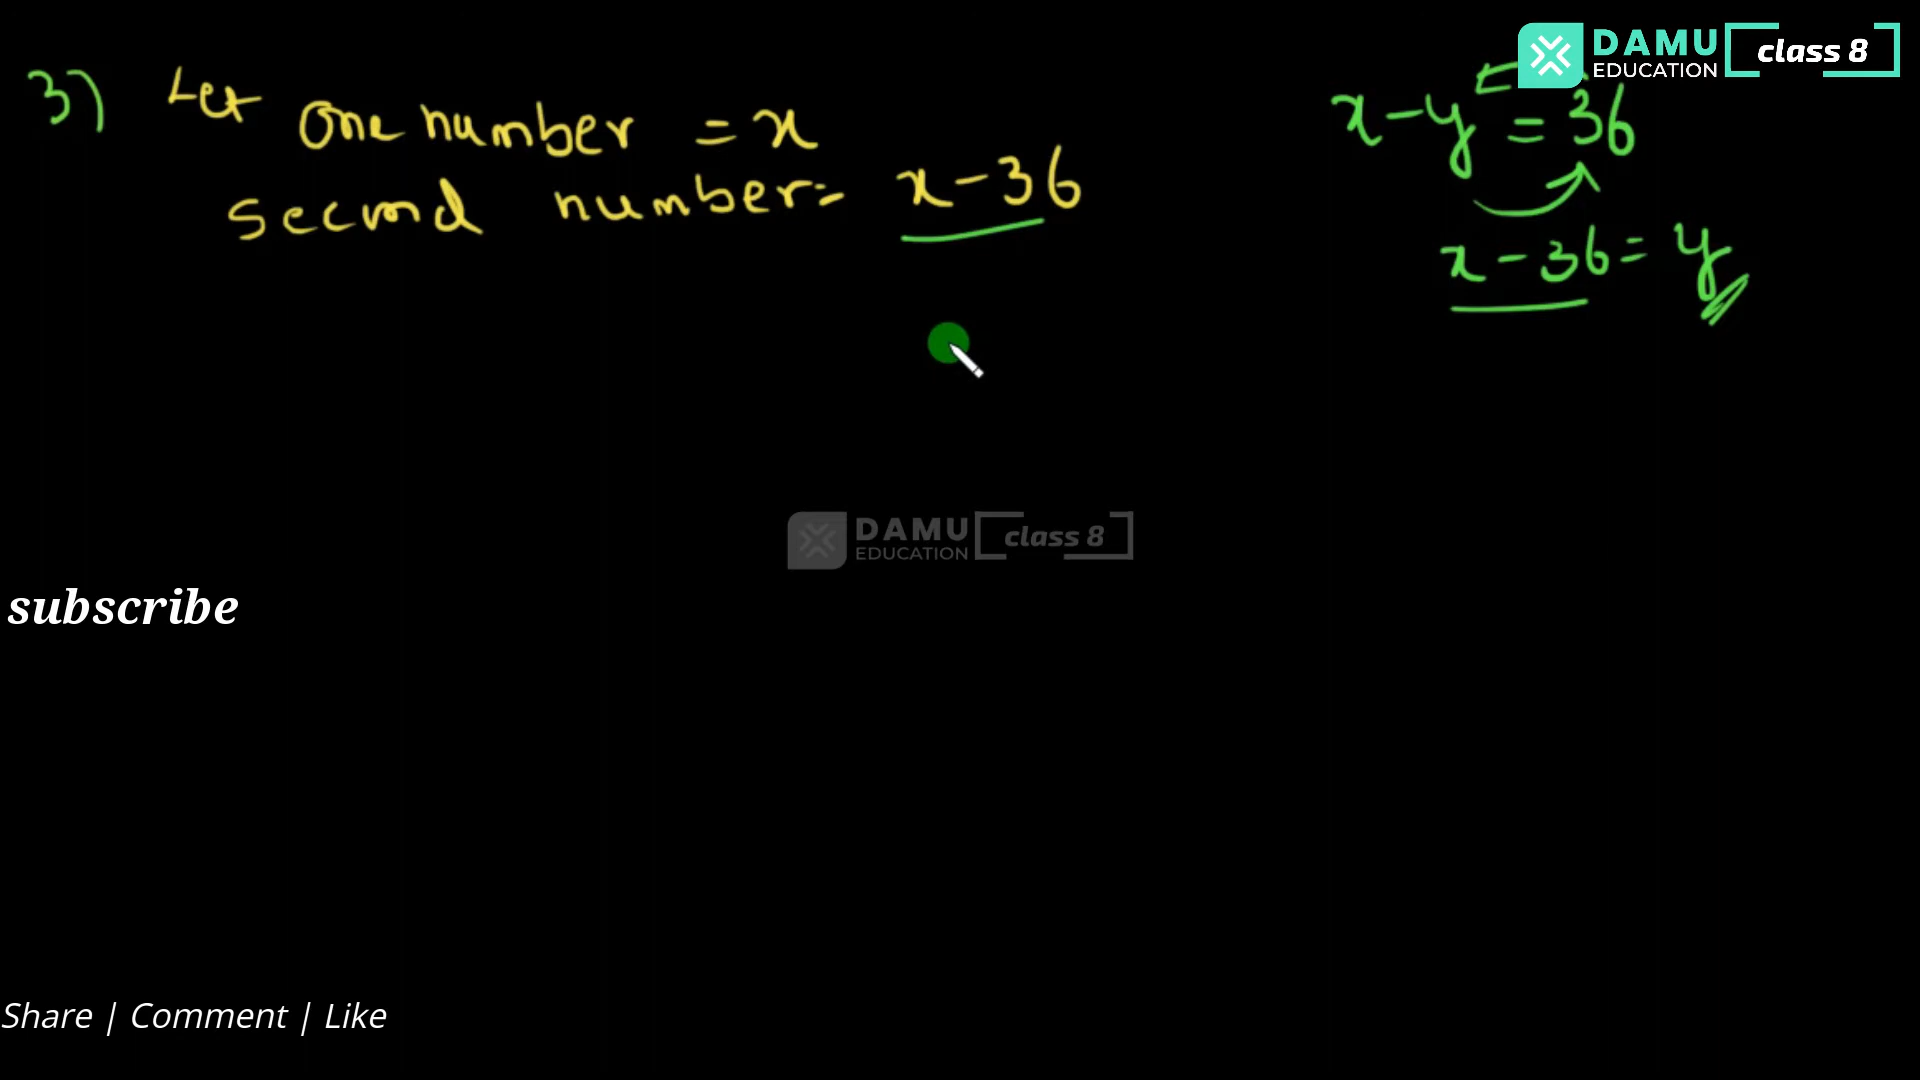 DAMU
EDUCATION
class 8
3) Let one number = x
second number = x - 36
x - y = 36
x - 36 = y
DAMU
EDUCATION
class 8
subscribe
Share | Comment | Like